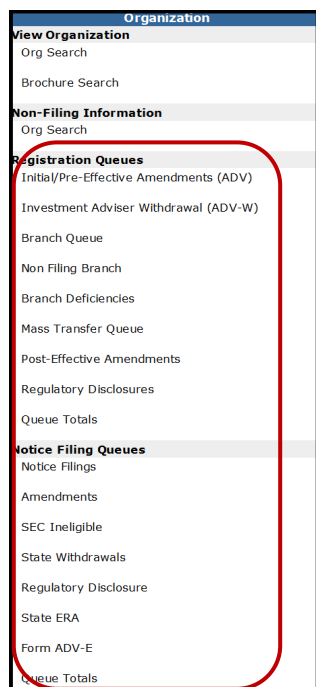 Organization
View Organization
Org Search
Brochure Search
Non-Filing Information
Org Search
Registration Queues
Initial/Pre-Effective Amendments (ADV)
Investment Adviser Withdrawal (ADV-W)
Branch Queue
Non Filing Branch
Branch Deficiencies
Mass Transfer Queue
Post-Effective Amendments
Regulatory Disclosures
Queue Totals
Notice Filing Queues
Notice Filings
Amendments
SEC Ineligible
State Withdrawals
Regulatory Disclosure
State ERA
Form ADV-E
Queue Totals